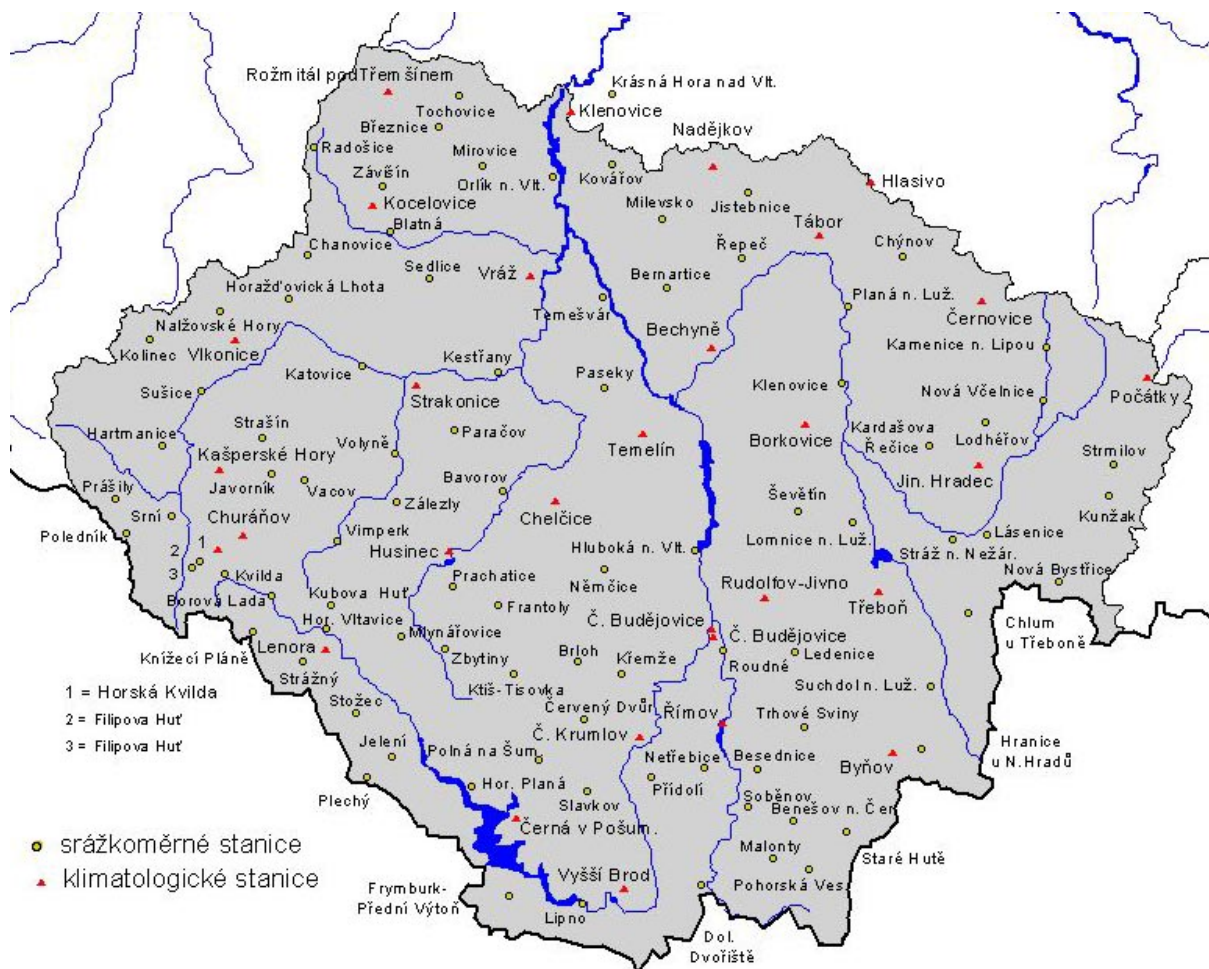 Rožmitál pod Třemšínem
Krásná Hora nad Vlt.
Tochovice
Klenovice
Březnice
Nadějkov
Radošice
Mirovice
Závišín
Orlík n. Vlt.
Kovářov
Hlasivo
Kocelovice
Milevsko
Jistebnice
Blatná
Tábor
Chanovice
Řepeč
Chýnov
Sedlice
Vráž
Bernartice
Horažďovická Lhota
Planá n. Luž.
Temešvár
Černovice
Nalžovské Hory
Bechyně
Kolinec
Vlkonice
Kamenice n. Lipou
Kestřany
Katovice
Paseky
Klenovice
Sušice
Strakonice
Nová Včelnice
Počátky
Strašín
Hartmanice
Volyně
Paračov
Temelín
Borkovice
Kardašova
Řečice
Lodhéřov
Kašperské Hory
Strmilov
Bavorov
Jin. Hradec
Prášily
Javorník
Vacov
Ševětín
Srní
Zálezly
Chelčice
Kunžak
Churáňov
Poledník
Vimperk
Lomnice n. Luž.
Lásenice
1
2
Husinec
Hluboká n. Vlt.
Stráž n. Nežár.
3
Kvilda
Prachatice
Němčice
Rudolfov-Jivno
Nová Bystřice
Borová Lada
Kubova Huť
Frantoly
Třeboň
Hor. Vltavice
Č. Budějovice
Chlum
u Třeboně
Mlynářovice
Č. Budějovice
Knížecí Pláně
Lenora
Zbytiny
Brloh
Křemže
Roudné
Ledenice
Strážný
Ktiš-Tisovka
Suchdol n. Luž.
1 = Horská Kvilda
Stožec
Červený Dvůr
Římov
Trhové Sviny
2 = Filipova Huť
3 = Filipova Huť
Jelení
Polná na Šum.
Č. Krumlov
Netřebice
Besednice
Byňov
Hranice
u N. Hradů
Plechý
Hor. Planá
Slavkov
Přídolí
Soběnov
Benešov n. Čer.
Černá v Pošum.
srážkoměrné stanice
Malonty
Staré Hutě
klimatologické stanice
Vyšší Brod
Pohorská Ves.
Frymburk-
Přední Výtoň
Lipno
Dol.
Dvořiště